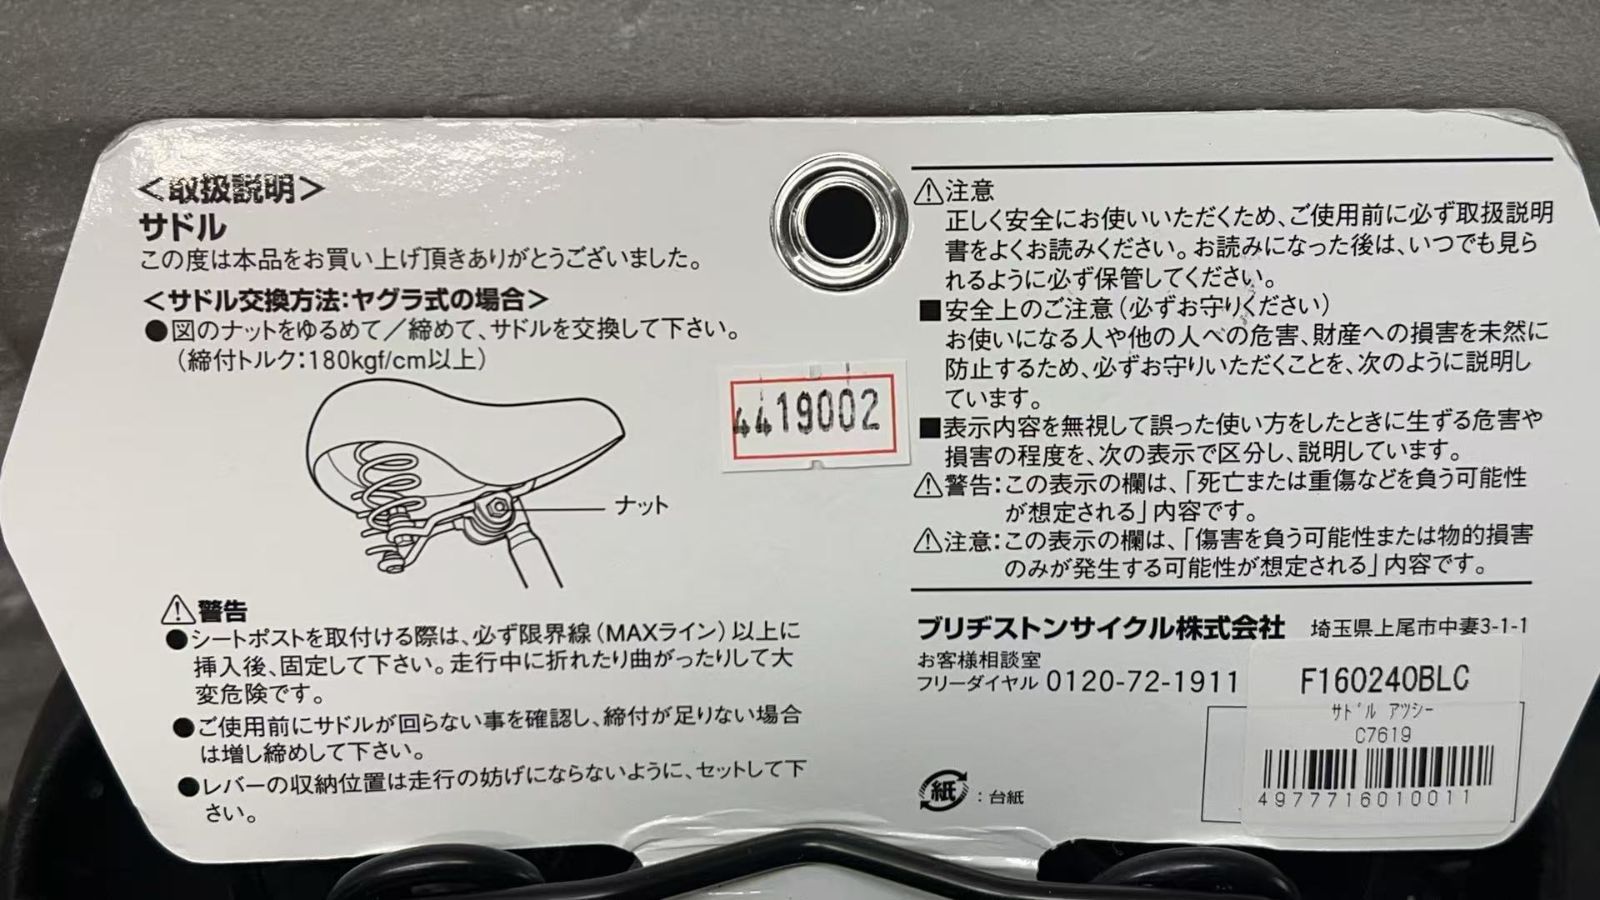 ＜取扱説明＞
サドル
この度は本品をお買い上げ頂きありがとうございました。
＜サドル交換方法:ヤグラ式の場合＞
●図のナットをゆるめて／締めて、サドルを交換して下さい。
（締付トルク:180kgf/cm以上）
ナット
⚠警告
●シートポストを取付ける際は、必ず限界線（MAXライン）以上に
挿入後、固定して下さい。走行中に折れたり曲がったりして大
変危険です。
●ご使用前にサドルが回らない事を確認し、締付が足りない場合
は増し締めして下さい。
●レバーの収納位置は走行の妨げにならないように、セットして下
さい。
4419002
⚠注意
正しく安全にお使いいただくため、ご使用前に必ず取扱説明
書をよくお読みください。お読みになった後は、いつでも見ら
れるように必ず保管してください。
■安全上のご注意（必ずお守りください）
お使いになる人や他の人への危害、財産への損害を未然に
防止するため、必ずお守りいただくことを、次のように説明し
ています。
■表示内容を無視して誤った使い方をしたときに生ずる危害や
損害の程度を、次の表示で区分し、説明しています。
⚠警告:この表示の欄は、「死亡または重傷などを負う可能性
が想定される」内容です。
⚠注意:この表示の欄は、「傷害を負う可能性または物的損害
のみが発生する可能性が想定される」内容です。
ブリヂストンサイクル株式会社 埼玉県上尾市中妻3-1-1
お客様相談室
フリーダイヤル 0120-72-1911
紙:台紙
F160240BLC
サドル アツシー
C7619
4977716010011